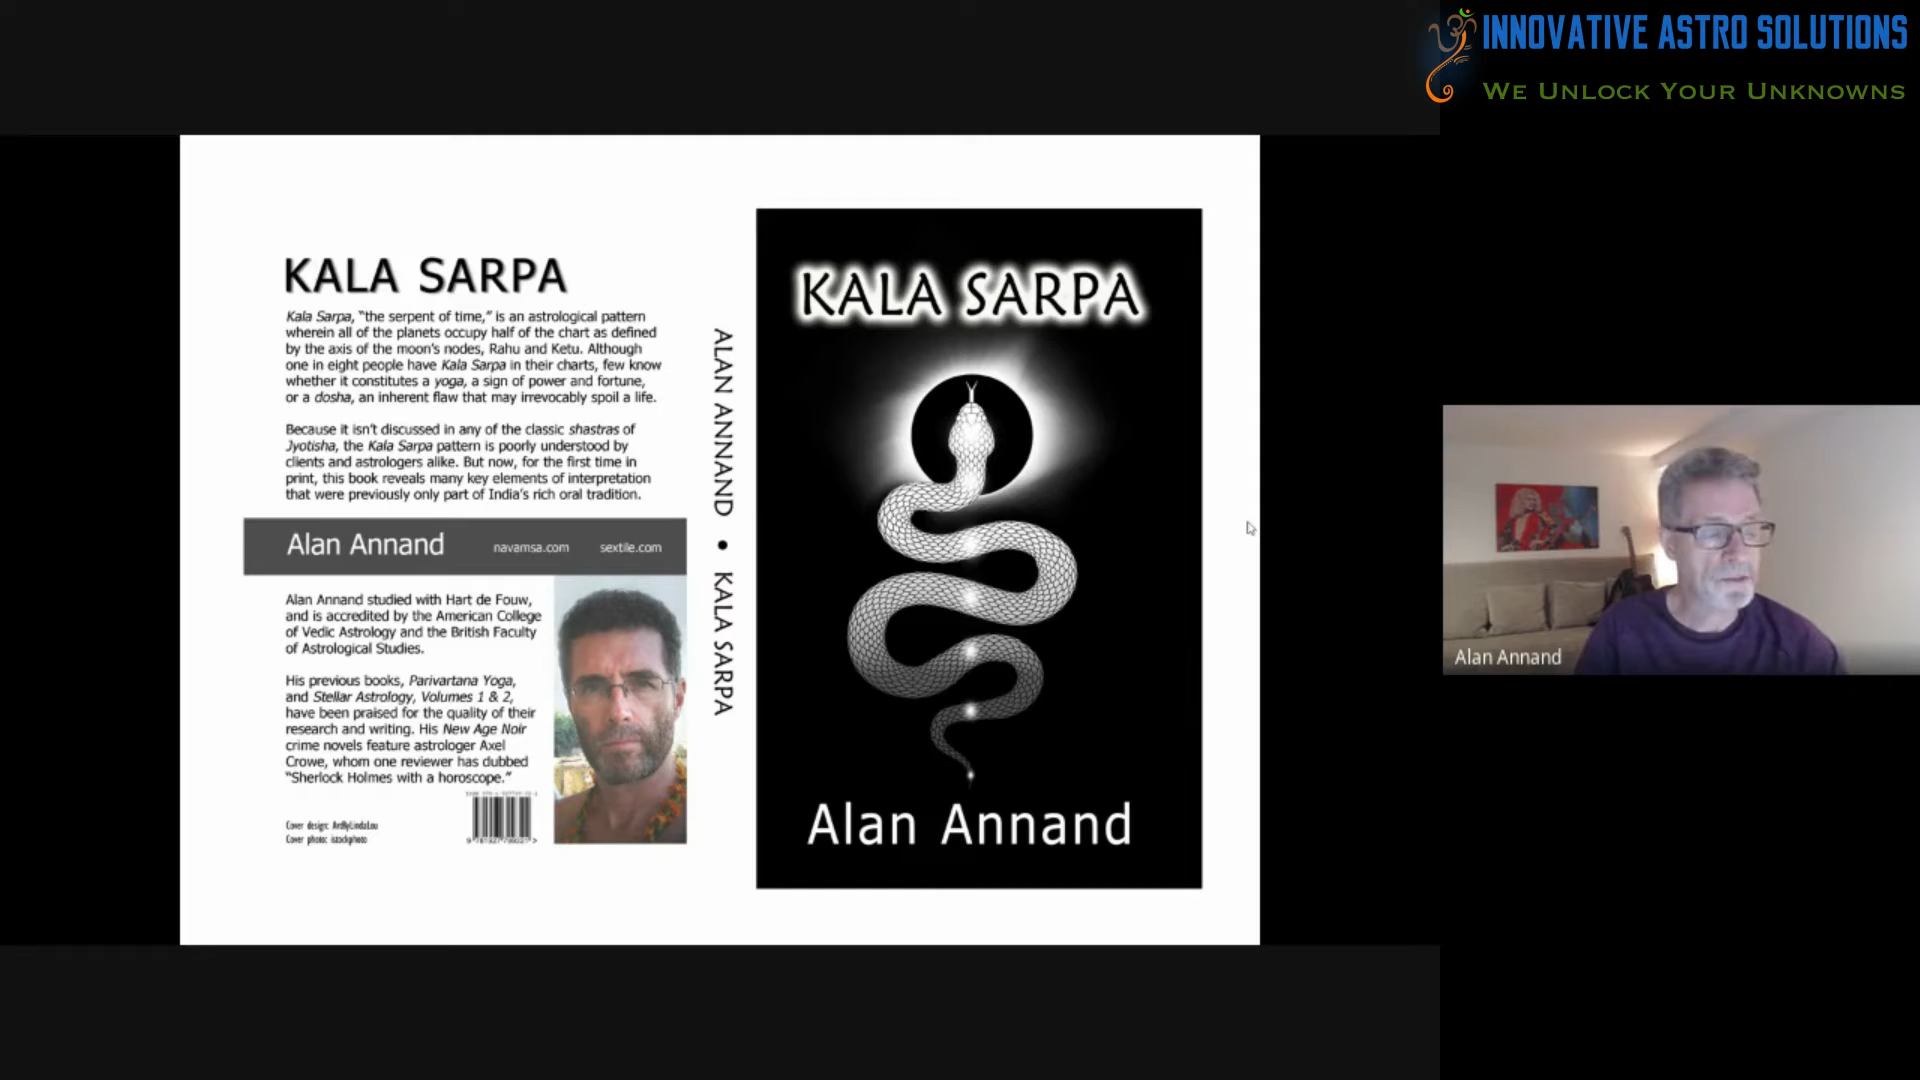 INNOVATIVE ASTRO SOLUTIONS
WE UNLOCK YOUR UNKNOWNS
KALA SARPA
Kala Sarpa, “the serpent of time,” is an astrological pattern
wherein all of the planets occupy half of the chart as defined
by the axis of the moon’s nodes, Rahu and Ketu. Although
one in eight people have Kala Sarpa in their charts, few know
whether it constitutes a yoga, a sign of power and fortune,
or a dosha, an inherent flaw that may irrevocably spoil a life.
Because it isn’t discussed in any of the classic shastras of
Jyotisha, the Kala Sarpa pattern is poorly understood by
clients and astrologers alike. But now, for the first time in
print, this book reveals many key elements of interpretation
that were previously only part of India’s rich oral tradition.
Alan Annand navamsa.com sextile.com
Alan Annand studied with Hart de Fouw,
and is accredited by the American College
of Vedic Astrology and the British Faculty
of Astrological Studies.
His previous books, Parivartana Yoga,
and Stellar Astrology, Volumes 1 & 2,
have been praised for the quality of their
research and writing. His New Age Noir
crime novels feature astrologer Axel
Crowe, whom one reviewer has dubbed
“Sherlock Holmes with a horoscope.”
Cover design: ArtByLindaLou
Cover photo: istockphoto
ALAN ANNAND • KALA SARPA
KALA SARPA
Alan Annand
Alan Annand